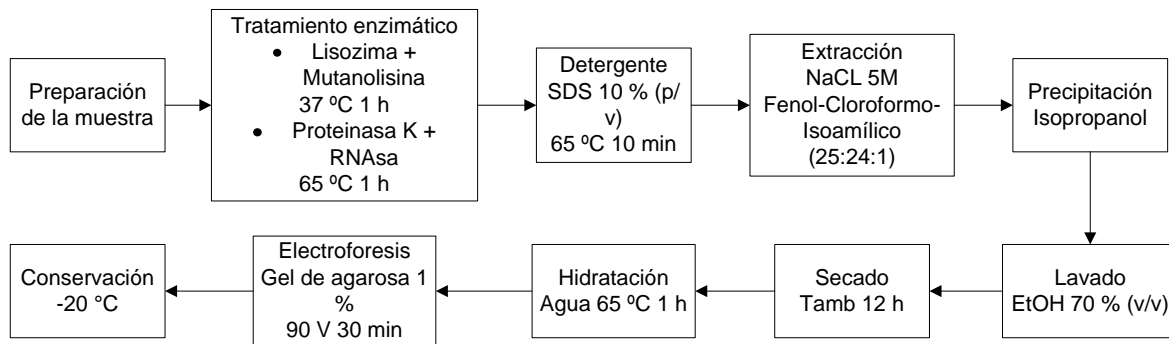 Preparación
de la muestra
Tratamiento enzimático
• Lisozima +
Mutanolisina
37 ºC 1 h
• Proteinasa K +
RNAsa
65 ºC 1 h
Detergente
SDS 10 % (p/
v)
65 ºC 10 min
Extracción
NaCL 5M
Fenol-Cloroformo-
Isoamílico
(25:24:1)
Precipitación
Isopropanol
Lavado
EtOH 70 % (v/v)
Secado
Tamb 12 h
Hidratación
Agua 65 ºC 1 h
Electroforesis
Gel de agarosa 1
%
90 V 30 min
Conservación
-20 °C